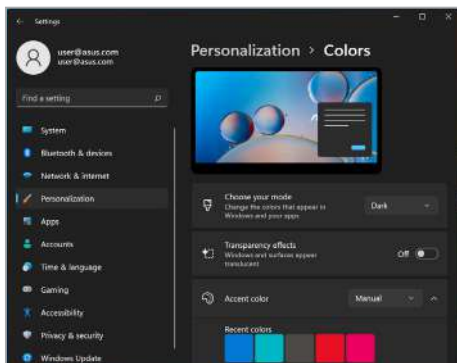 Settings
user@asus.com
user@asus.com
Find a setting
System
Bluetooth & devices
Network & internet
Personalization
Apps
Accounts
Time & language
Gaming
Accessibility
Privacy & security
Windows Update
Personalization > Colors
Choose your mode
Change the colors that appear in
Windows and your apps
Dark
Transparency effects
Windows and surfaces appear
translucent
Off
Accent color
Manual
Recent colors